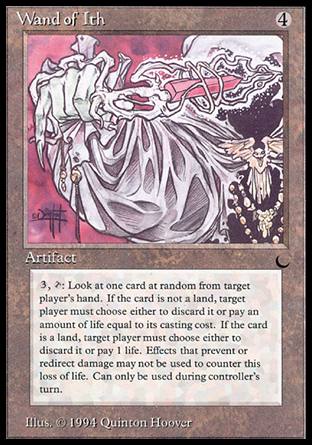 Wand of Ith 4
Artifact
3, T: Look at one card at random from target
player's hand. If the card is not a land, target
player must choose either to discard it or pay an
amount of life equal to its casting cost. If the card
is a land, target player must choose either to
discard it or pay 1 life. Effects that prevent or
redirect damage may not be used to counter this
loss of life. Can only be used during controller's
turn.
Illus. © 1994 Quinton Hoover